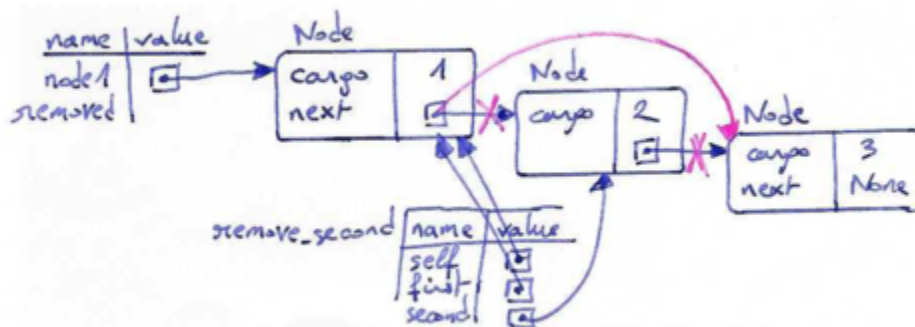 name value
node1
removed
Node
cargo 1
next
Node
cargo 2
Node
cargo 3
next None
remove_second name value
self
first
second